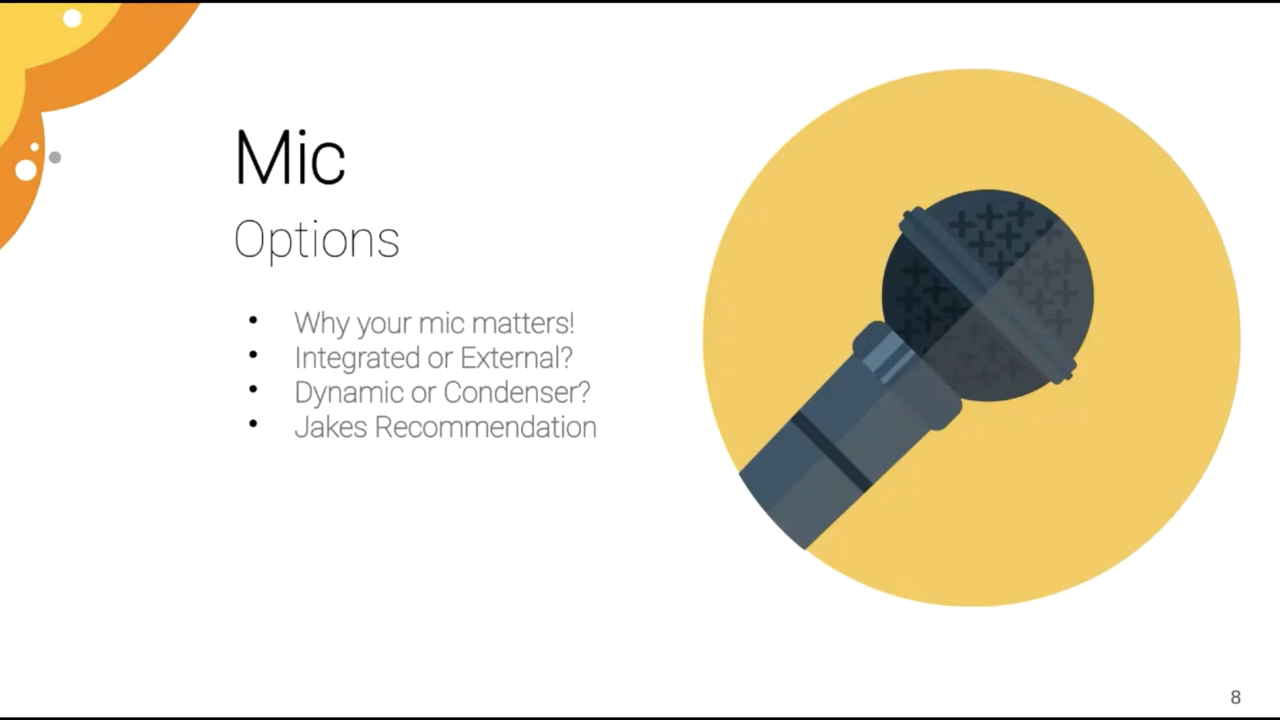 Mic
Options
• Why your mic matters!
• Integrated or External?
• Dynamic or Condenser?
• Jakes Recommendation
8